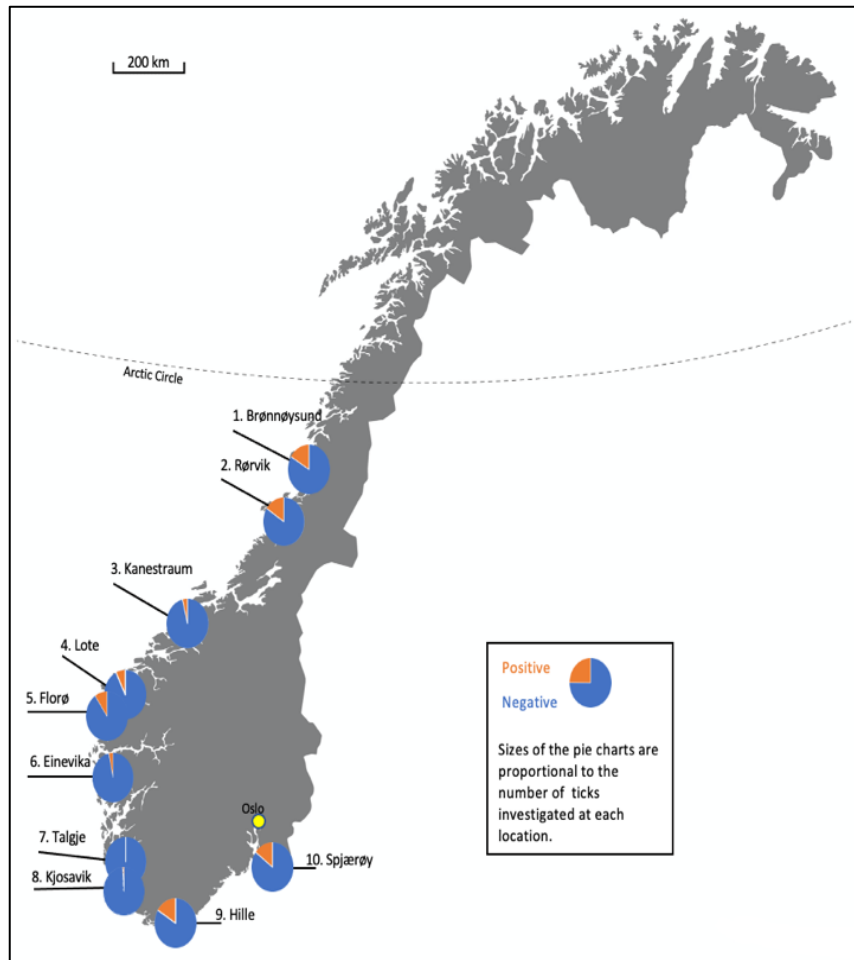 200 km
Arctic Circle
1. Brønnøysund
2. Rørvik
3. Kanestraum
4. Lote
5. Florø
6. Einevika
Oslo
7. Talgje
8. Kjosavik
9. Hille
10. Spjærøy
Positive
Negative
Sizes of the pie charts are
proportional to the
number of ticks
investigated at each
location.